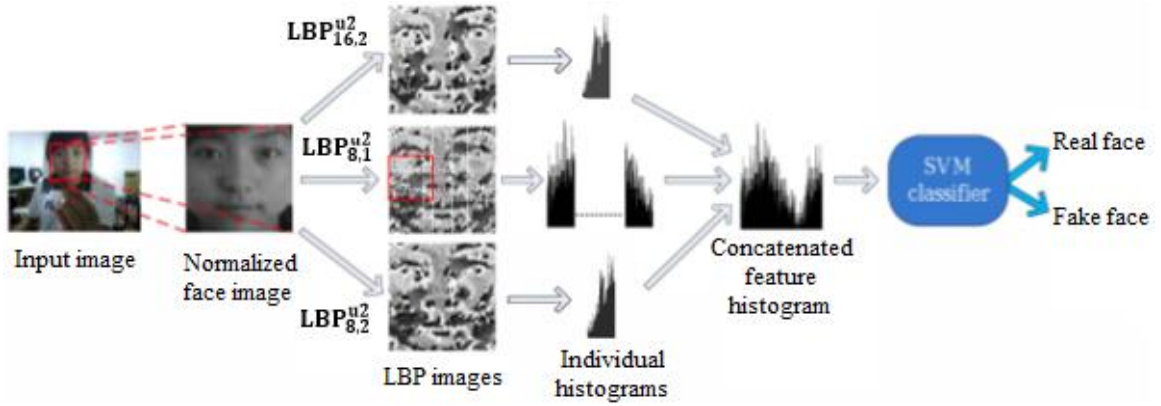 LBP^{u2}_{16,2}
LBP^{u2}_{8,1}
LBP^{u2}_{8,2}
Input image
Normalized
face image
LBP images
Individual
histograms
Concatenated
feature
histogram
SVM
classifier
Real face
Fake face